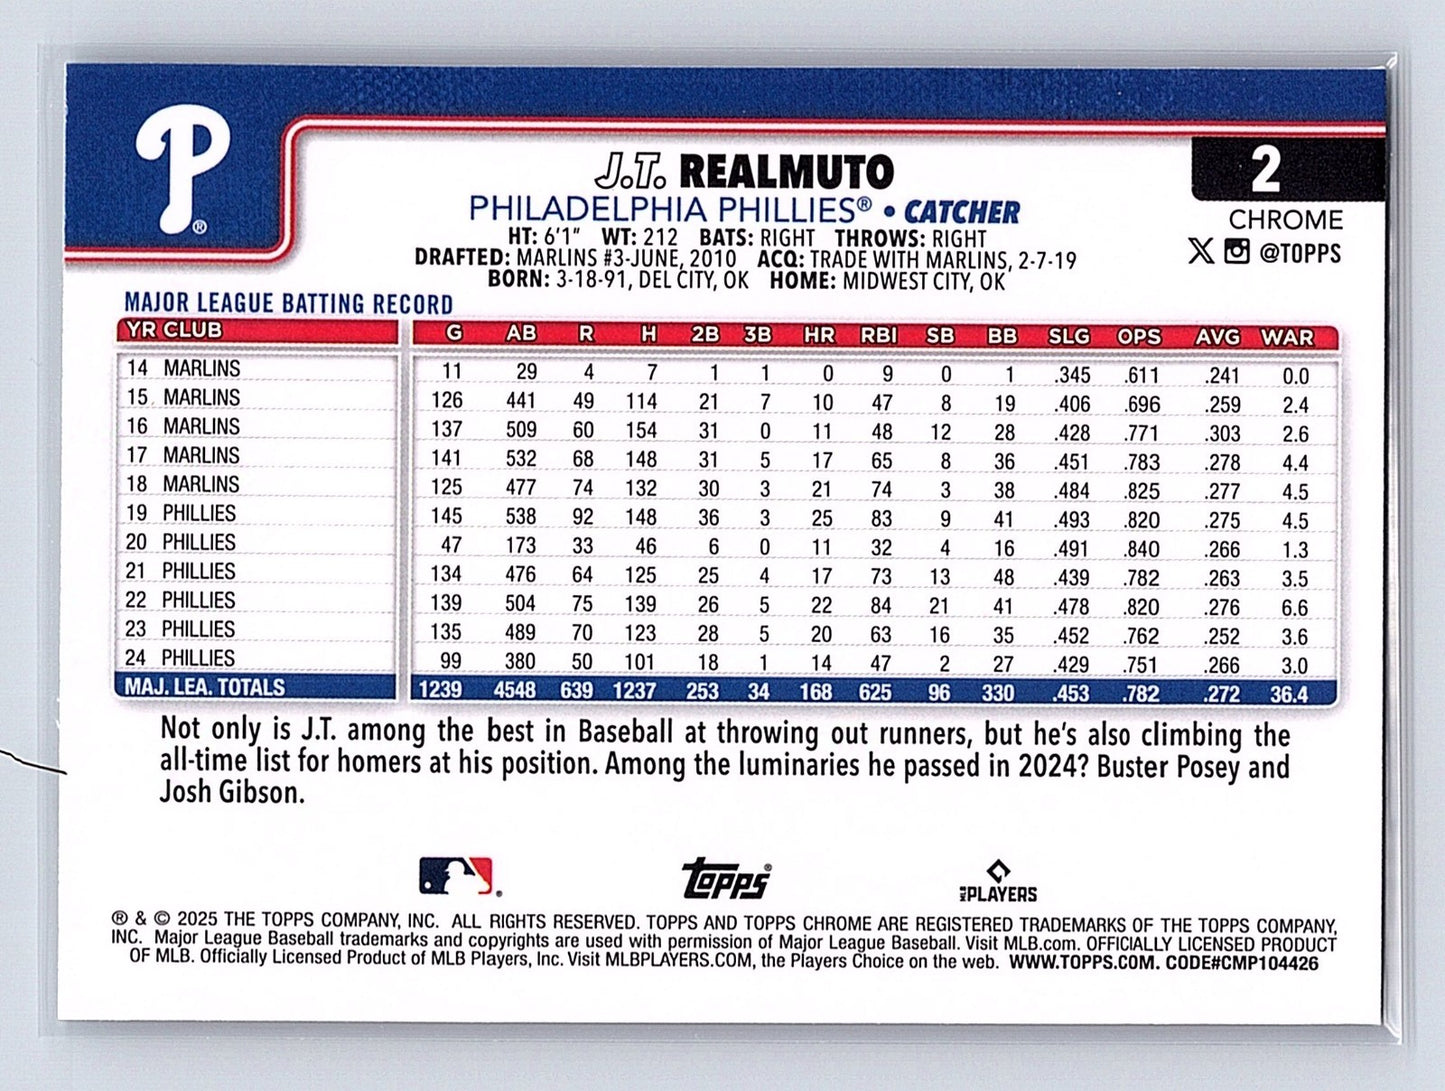 P®
2
J.T. REALMUTO
PHILADELPHIA PHILLIES® • CATCHER
CHROME
HT: 6'1" WT: 212 BATS: RIGHT THROWS: RIGHT
@TOPPS
DRAFTED: MARLINS #3-JUNE, 2010 ACQ: TRADE WITH MARLINS, 2-7-19
BORN: 3-18-91, DEL CITY, OK HOME: MIDWEST CITY, OK
MAJOR LEAGUE BATTING RECORD
YR CLUB G AB R H 2B 3B HR RBI SB BB SLG OPS AVG WAR
14 MARLINS 11 29 4 7 1 1 0 9 0 1 .345 .611 .241 0.0
15 MARLINS 126 441 49 114 21 7 10 47 8 19 .406 .696 .259 2.4
16 MARLINS 137 509 60 154 31 0 11 48 12 28 .428 .771 .303 2.6
17 MARLINS 141 532 68 148 31 5 17 65 8 36 .451 .783 .278 4.4
18 MARLINS 125 477 74 132 30 3 21 74 3 38 .484 .825 .277 4.5
19 PHILLIES 145 538 92 148 36 3 25 83 9 41 .493 .820 .275 4.5
20 PHILLIES 47 173 33 46 6 0 11 32 4 16 .491 .840 .266 1.3
21 PHILLIES 134 476 64 125 25 4 17 73 13 48 .439 .782 .263 3.5
22 PHILLIES 139 504 75 139 26 5 22 84 21 41 .478 .820 .276 6.6
23 PHILLIES 135 489 70 123 28 5 20 63 16 35 .452 .762 .252 3.6
24 PHILLIES 99 380 50 101 18 1 14 47 2 27 .429 .751 .266 3.0
MAJ. LEA. TOTALS 1239 4548 639 1237 253 34 168 625 96 330 .453 .782 .272 36.4
Not only is J.T. among the best in Baseball at throwing out runners, but he's also climbing the
all-time list for homers at his position. Among the luminaries he passed in 2024? Buster Posey and
Josh Gibson.
Topps®
MLB PLAYERS
® & © 2025 THE TOPPS COMPANY, INC. ALL RIGHTS RESERVED. TOPPS AND TOPPS CHROME ARE REGISTERED TRADEMARKS OF THE TOPPS COMPANY,
INC. Major League Baseball trademarks and copyrights are used with permission of Major League Baseball. Visit MLB.com. OFFICIALLY LICENSED PRODUCT
OF MLB. Officially Licensed Product of MLB Players, Inc. Visit MLBPLAYERS.COM, the Players Choice on the web. WWW.TOPPS.COM. CODE#CMP104426